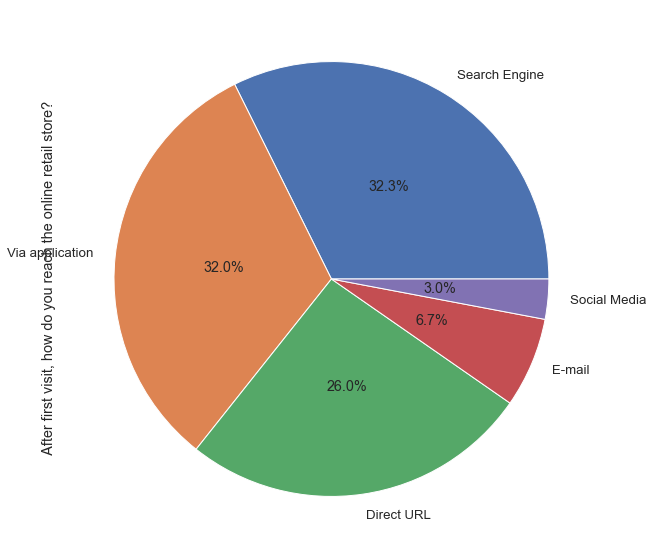 Search Engine
32.3%
After first visit, how do you reach the online retail store?
Via application
32.0%
3.0%
Social Media
6.7%
E-mail
26.0%
Direct URL